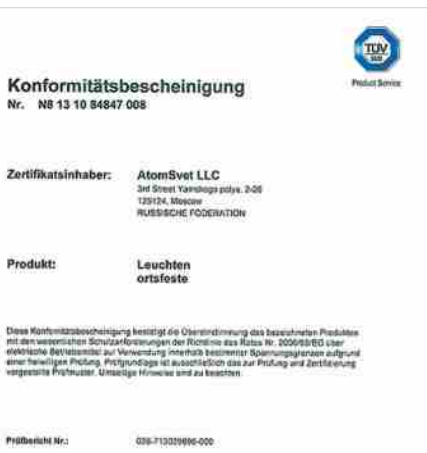 TÜV
SÜD
Product Service
Konformitätsbescheinigung
Nr. N8 13 10 84847 008
Zertifikatsinhaber: AtomSvet LLC
3rd Street Yamskogo polya, 2-26
125124, Moscow
RUSSISCHE FÖDERATION
Produkt: Leuchten
ortsfeste
Diese Konformitätsbescheinigung bestätigt die Übereinstimmung des bezeichneten Produktes
mit den wesentlichen Schutzanforderungen der Richtlinie des Rates Nr. 2006/95/EG über
elektrische Betriebsmittel zur Verwendung innerhalb bestimmter Spannungsgrenzen aufgrund
einer freiwilligen Prüfung. Prüfgrundlage ist ausschließlich das zur Prüfung und Zertifizierung
vorgestellte Prüfmuster. Umseitige Hinweise sind zu beachten.
Prüfbericht Nr.: